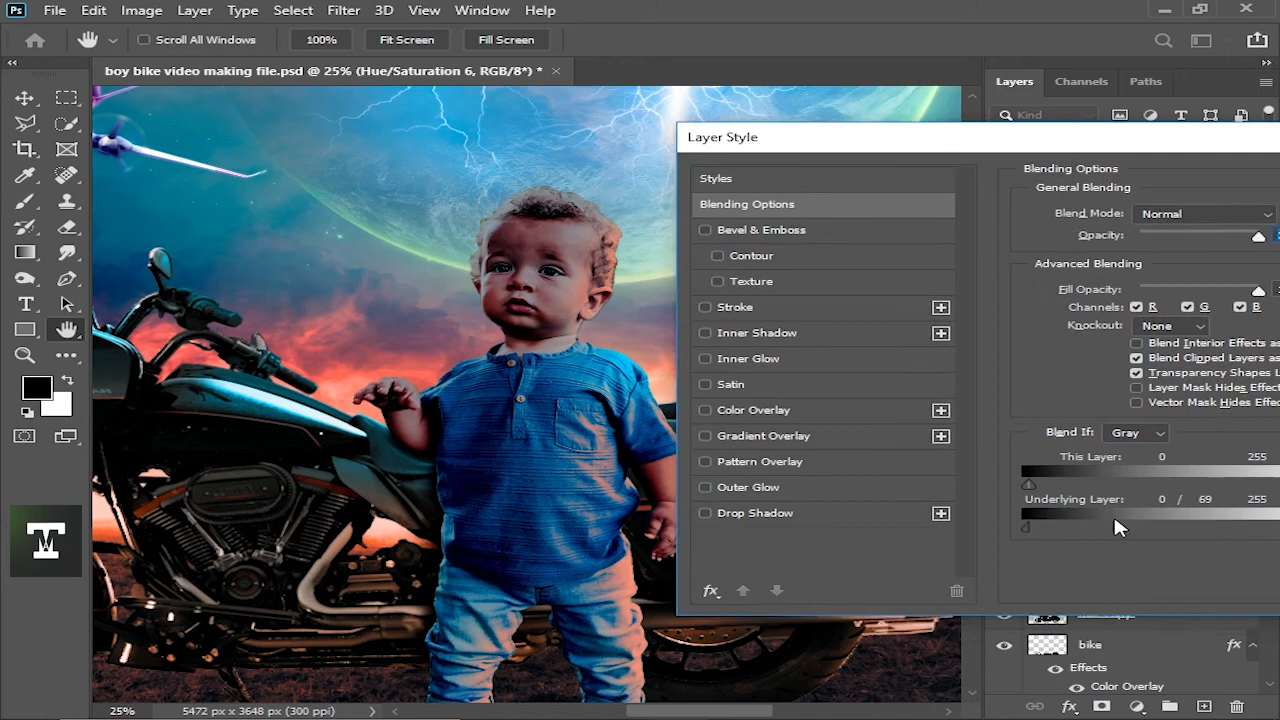 Ps File Edit Image Layer Type Select Filter 3D View Window Help
Scroll All Windows 100% Fit Screen Fill Screen
boy bike video making file.psd @ 25% (Hue/Saturation 6, RGB/8*) *
Layers Channels Paths
Kind
Layer Style
Styles
Blending Options
Bevel & Emboss
Contour
Texture
Stroke
Inner Shadow
Inner Glow
Satin
Color Overlay
Gradient Overlay
Pattern Overlay
Outer Glow
Drop Shadow
fx
Blending Options
General Blending
Blend Mode: Normal
Opacity:
Advanced Blending
Fill Opacity:
Channels: R G B
Knockout: None
Blend Interior Effects as
Blend Clipped Layers as
Transparency Shapes L
Layer Mask Hides Effec
Vector Mask Hides Effec
Blend If: Gray
This Layer: 0 255
Underlying Layer: 0 / 69 255
bike fx
Effects
Color Overlay
fx
25% 5472 px x 3648 px (300 ppi)